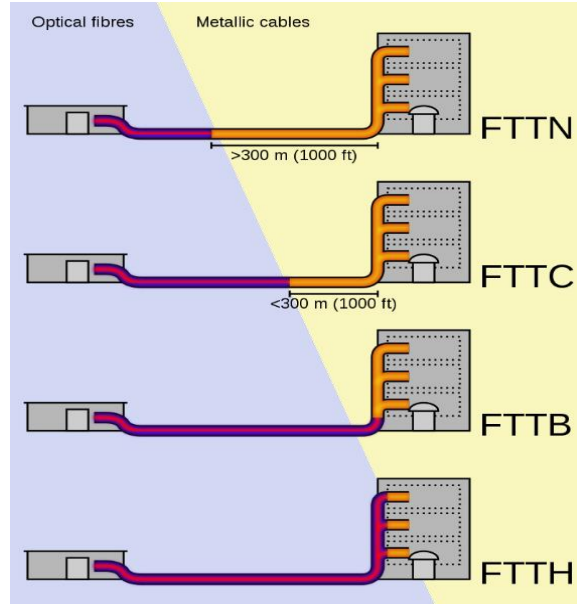 Optical fibres
Metallic cables
FTTN
>300 m (1000 ft)
FTTC
<300 m (1000 ft)
FTTB
FTTH